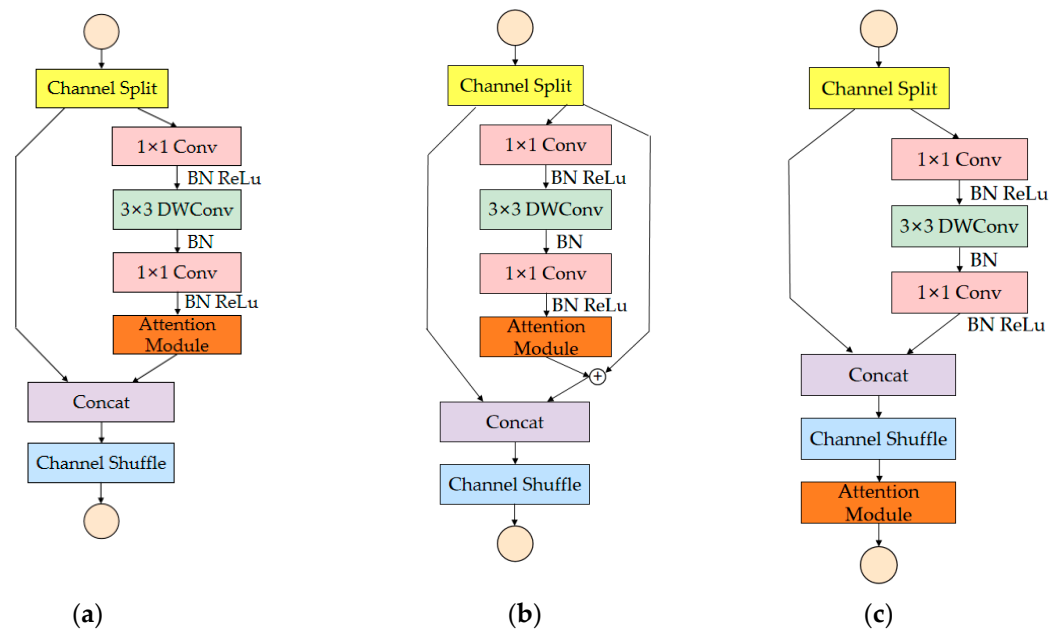 Channel Split
1×1 Conv
BN ReLu
3×3 DWConv
BN
1×1 Conv
BN ReLu
Attention
Module
Concat
Channel Shuffle
(a)
Channel Split
1×1 Conv
BN ReLu
3×3 DWConv
BN
1×1 Conv
BN ReLu
Attention
Module
+
Concat
Channel Shuffle
(b)
Channel Split
1×1 Conv
BN ReLu
3×3 DWConv
BN
1×1 Conv
BN ReLu
Concat
Channel Shuffle
Attention
Module
(c)